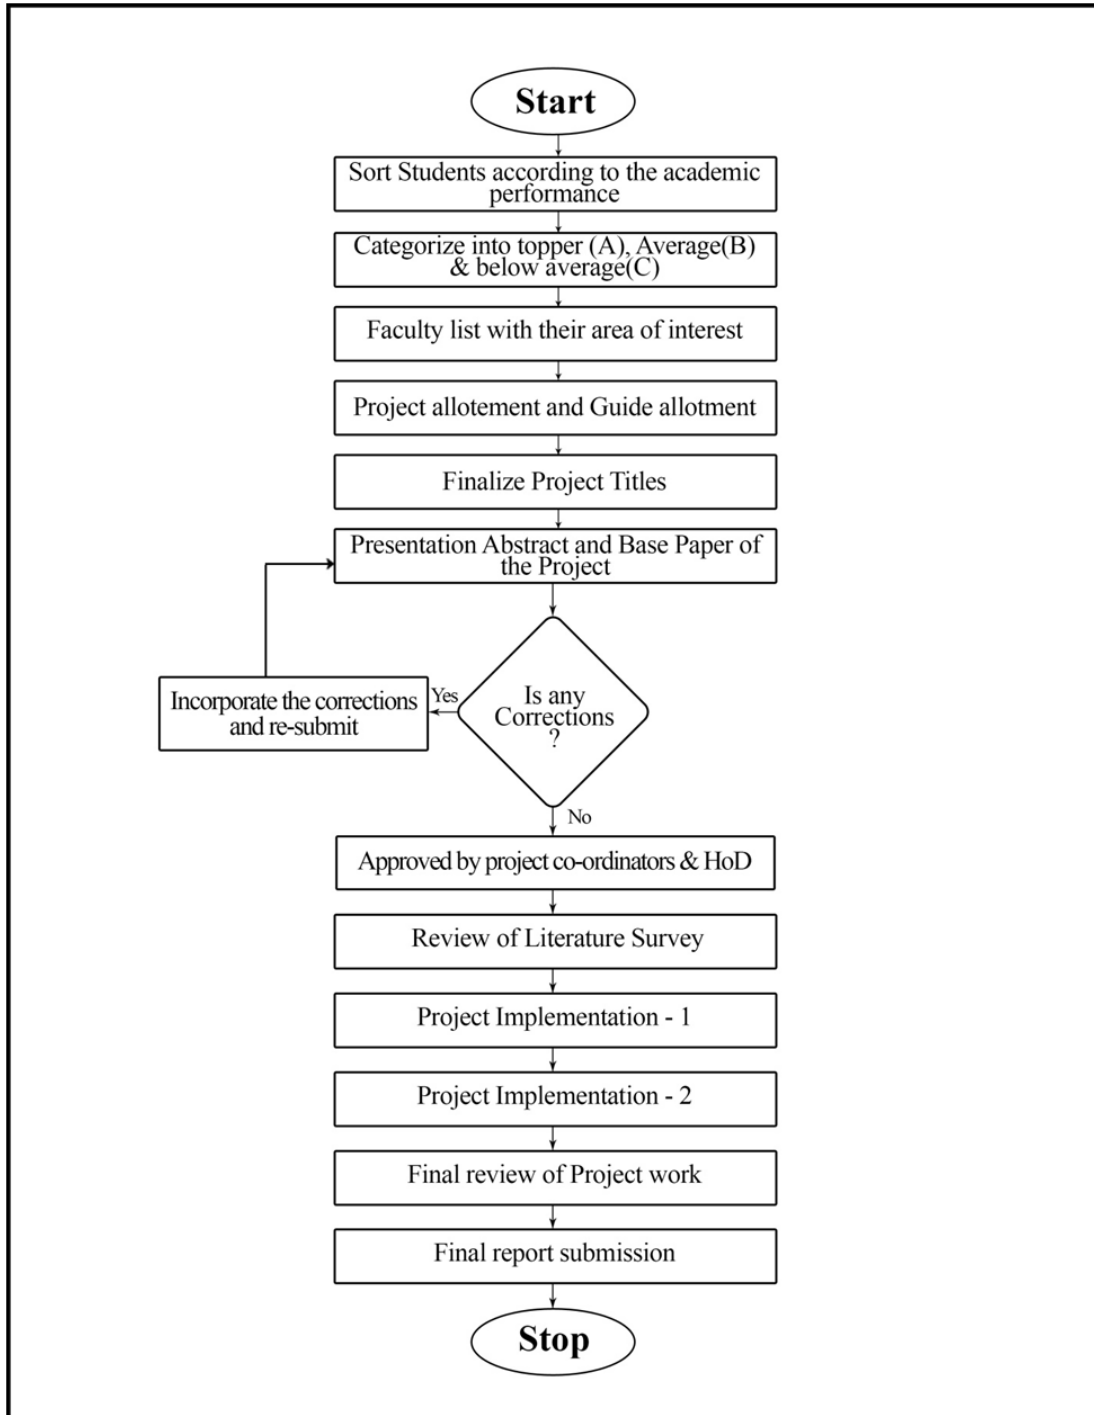 Start
Sort Students according to the academic
performance
Categorize into topper (A), Average(B)
& below average(C)
Faculty list with their area of interest
Project allotement and Guide allotment
Finalize Project Titles
Presentation Abstract and Base Paper of
the Project
Is any
Corrections
?
Yes
Incorporate the corrections
and re-submit
No
Approved by project co-ordinators & HoD
Review of Literature Survey
Project Implementation - 1
Project Implementation - 2
Final review of Project work
Final report submission
Stop